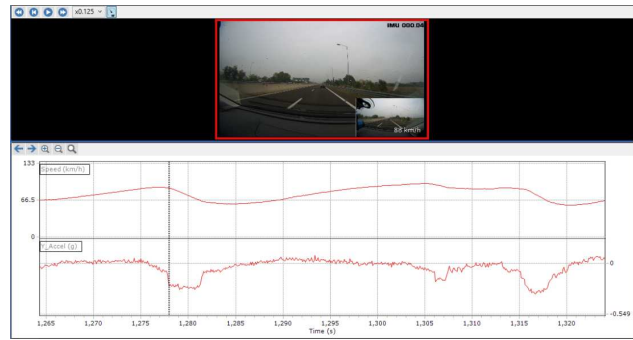 x0.125
IMU 000.04
88 km/h
133
Speed (km/h)
66.5
0
Y_Accel (g)
0
-0.549
1,265 1,270 1,275 1,280 1,285 1,290 1,295 1,300 1,305 1,310 1,315 1,320
Time (s)